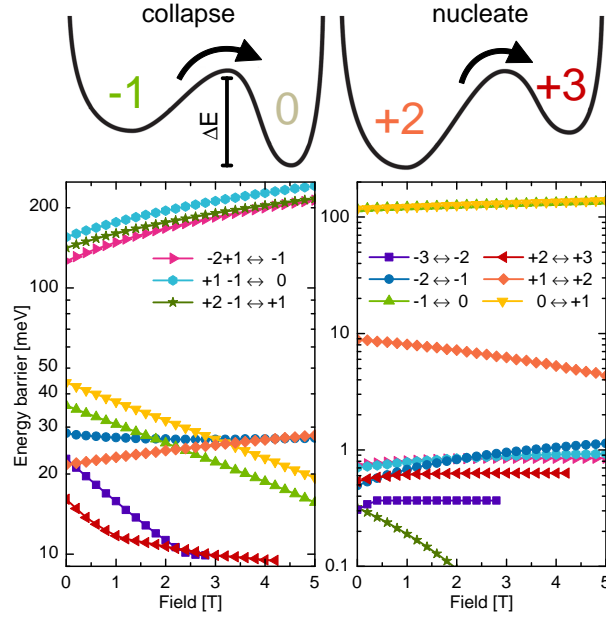 collapse
nucleate
-1
0
ΔE
+2
+3
Energy barrier [meV]
200
100
50
40
30
20
10
-2+1 ↔ -1
+1 -1 ↔ 0
+2 -1 ↔ +1
0 1 2 3 4 5
Field [T]
100
10
1
0.1
-3 ↔ -2
-2 ↔ -1
-1 ↔ 0
+2 ↔ +3
+1 ↔ +2
0 ↔ +1
0 1 2 3 4 5
Field [T]